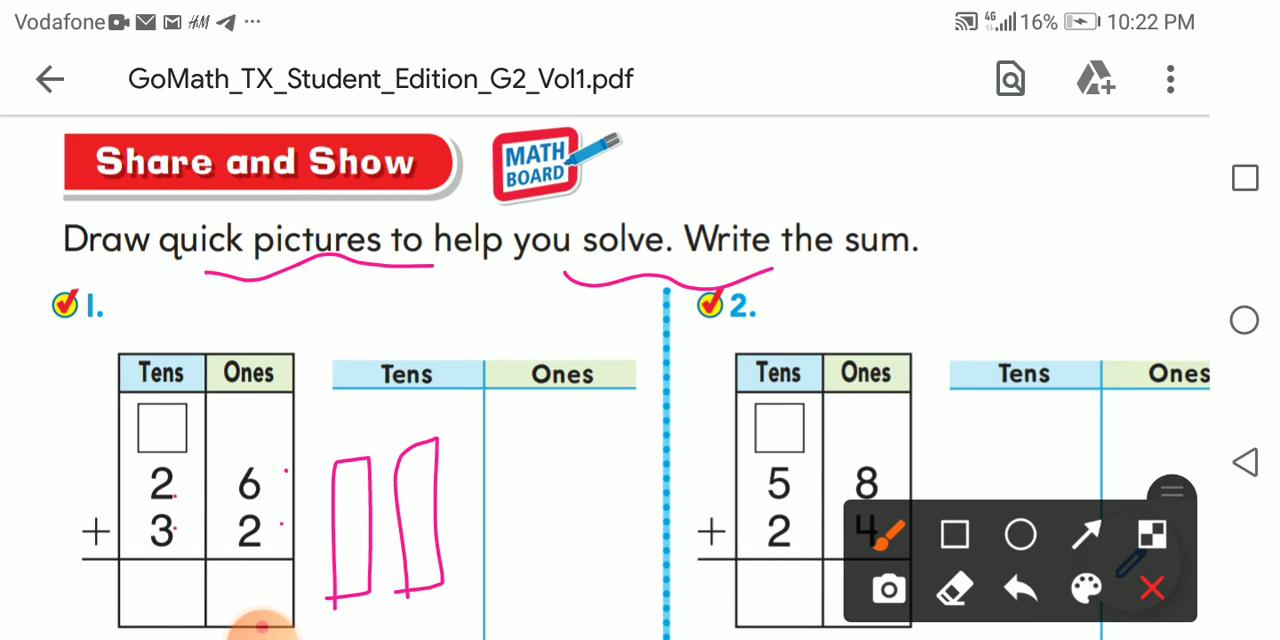 Vodafone H&M ... 4G 16% 10:22 PM
GoMath_TX_Student_Edition_G2_Vol1.pdf
Share and Show MATH BOARD
Draw quick pictures to help you solve. Write the sum.
1. 2.
Tens Ones Tens Ones Tens Ones Tens Ones
2 6 5 8
+ 3 2 + 2 4